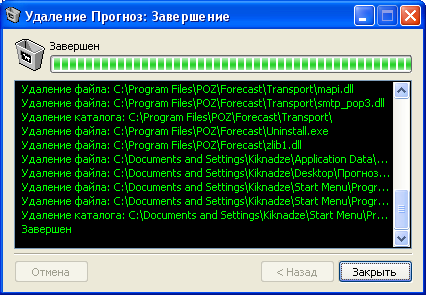 Удаление Прогноз: Завершение
Завершен
Удаление файла: C:\Program Files\POZ\Forecast\Transport\mapi.dll
Удаление файла: C:\Program Files\POZ\Forecast\Transport\smtp_pop3.dll
Удаление каталога: C:\Program Files\POZ\Forecast\Transport\
Удаление файла: C:\Program Files\POZ\Forecast\Uninstall.exe
Удаление файла: C:\Program Files\POZ\Forecast\zlib1.dll
Удаление файла: C:\Documents and Settings\Kiknadze\Application Data\...
Удаление файла: C:\Documents and Settings\Kiknadze\Desktop\Прогноз...
Удаление файла: C:\Documents and Settings\Kiknadze\Start Menu\Progr...
Удаление файла: C:\Documents and Settings\Kiknadze\Start Menu\Progr...
Удаление каталога: C:\Documents and Settings\Kiknadze\Start Menu\Pr...
Завершен
Отмена
< Назад
Закрыть